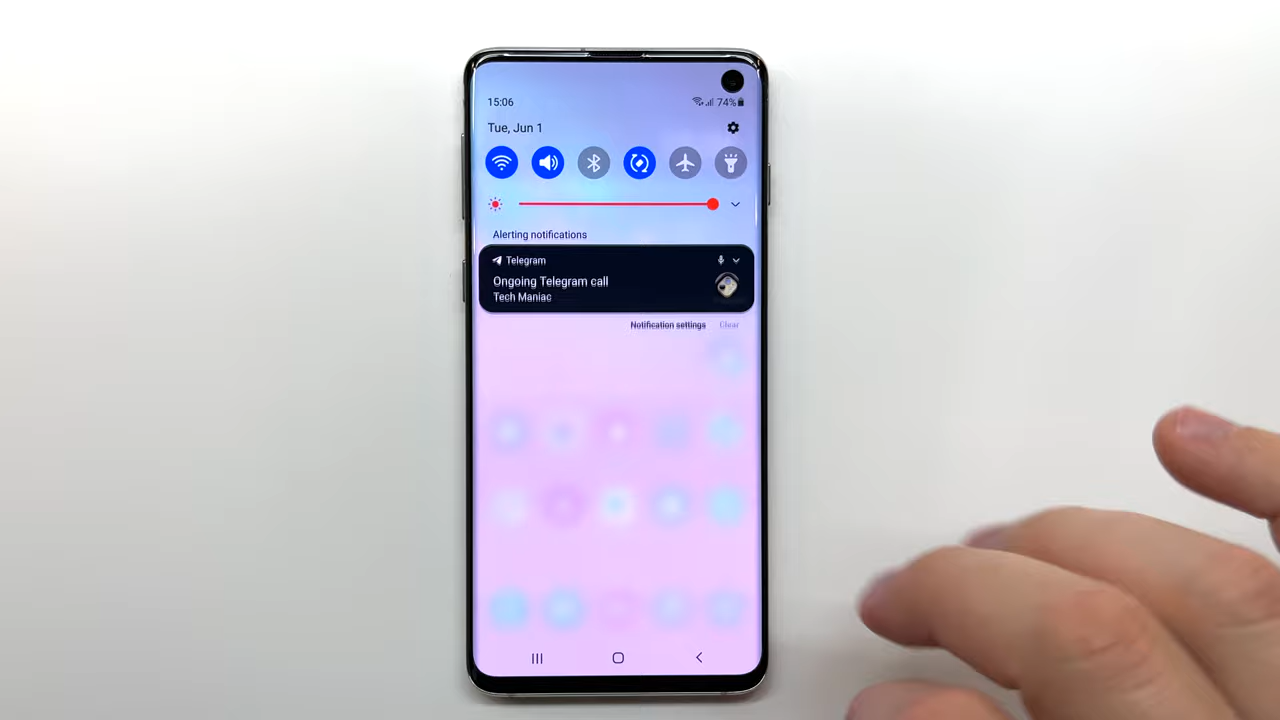 15:06
74%
Tue, Jun 1
Alerting notifications
Telegram
Ongoing Telegram call
Tech Maniac
Notification settings
Clear